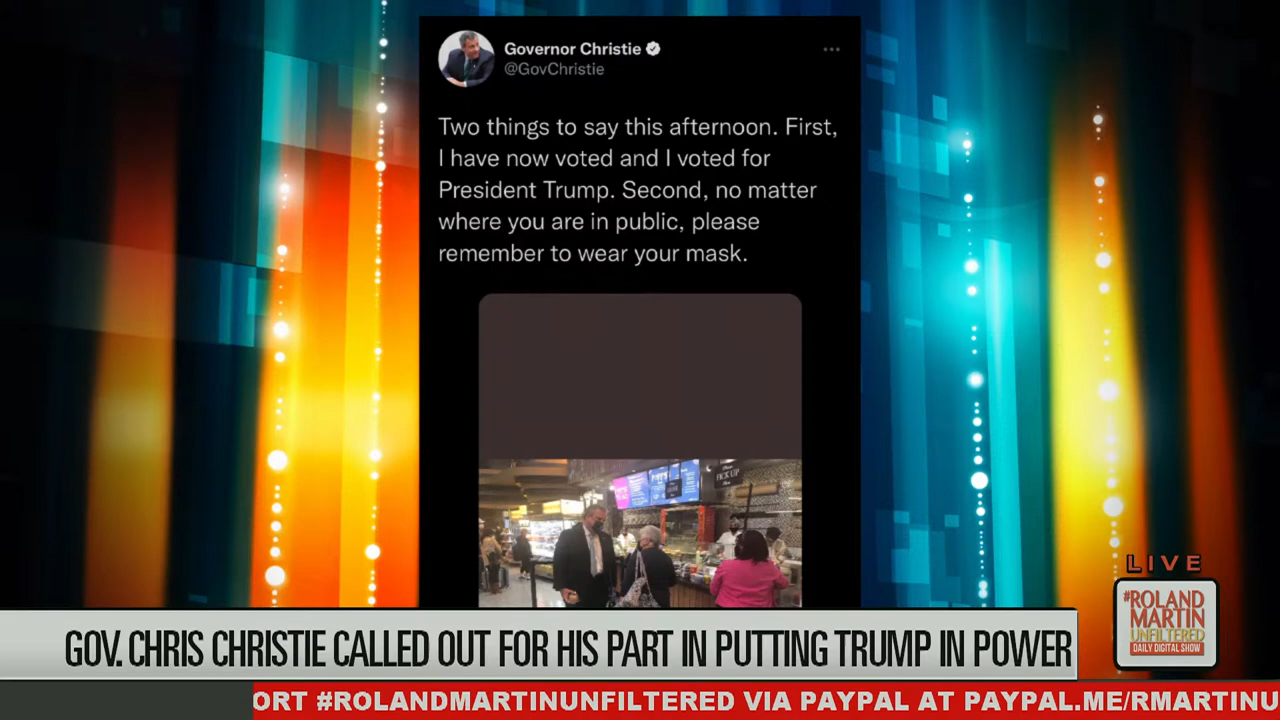 Governor Christie
@GovChristie
Two things to say this afternoon. First,
I have now voted and I voted for
President Trump. Second, no matter
where you are in public, please
remember to wear your mask.
PICK UP
LIVE
#ROLAND
MARTIN
UNFILTERED
DAILY DIGITAL SHOW
GOV. CHRIS CHRISTIE CALLED OUT FOR HIS PART IN PUTTING TRUMP IN POWER
ORT #ROLANDMARTINUNFILTERED VIA PAYPAL AT PAYPAL.ME/RMARTINU